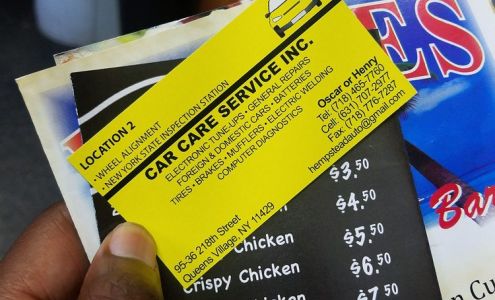 ES
LOCATION 2
• WHEEL ALIGNMENT
• NEW YORK STATE INSPECTION STATION
CAR CARE SERVICE INC.
ELECTRONIC TUNE-UPS • GENERAL REPAIRS
FOREIGN & DOMESTIC CARS • BATTERIES
TIRES • BRAKES • MUFFLERS • ELECTRIC WELDING
COMPUTER DIAGNOSTICS
Oscar or Henry
Tel: (718) 465-7760
Cell: (631) 707-2977
Fax: (718) 776-7287
hempsteadauto@gmail.com
95-36 218th Street
Queens Village, NY 11429
$3.50
$4.50
Chicken $5.50
Crispy Chicken $6.50
$7.50
Ba